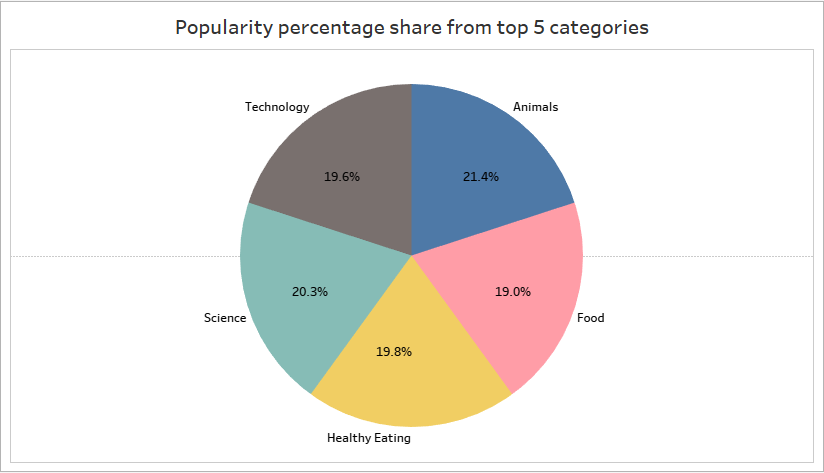 Popularity percentage share from top 5 categories
Technology
Animals
19.6%
21.4%
20.3%
19.0%
Science
Food
19.8%
Healthy Eating